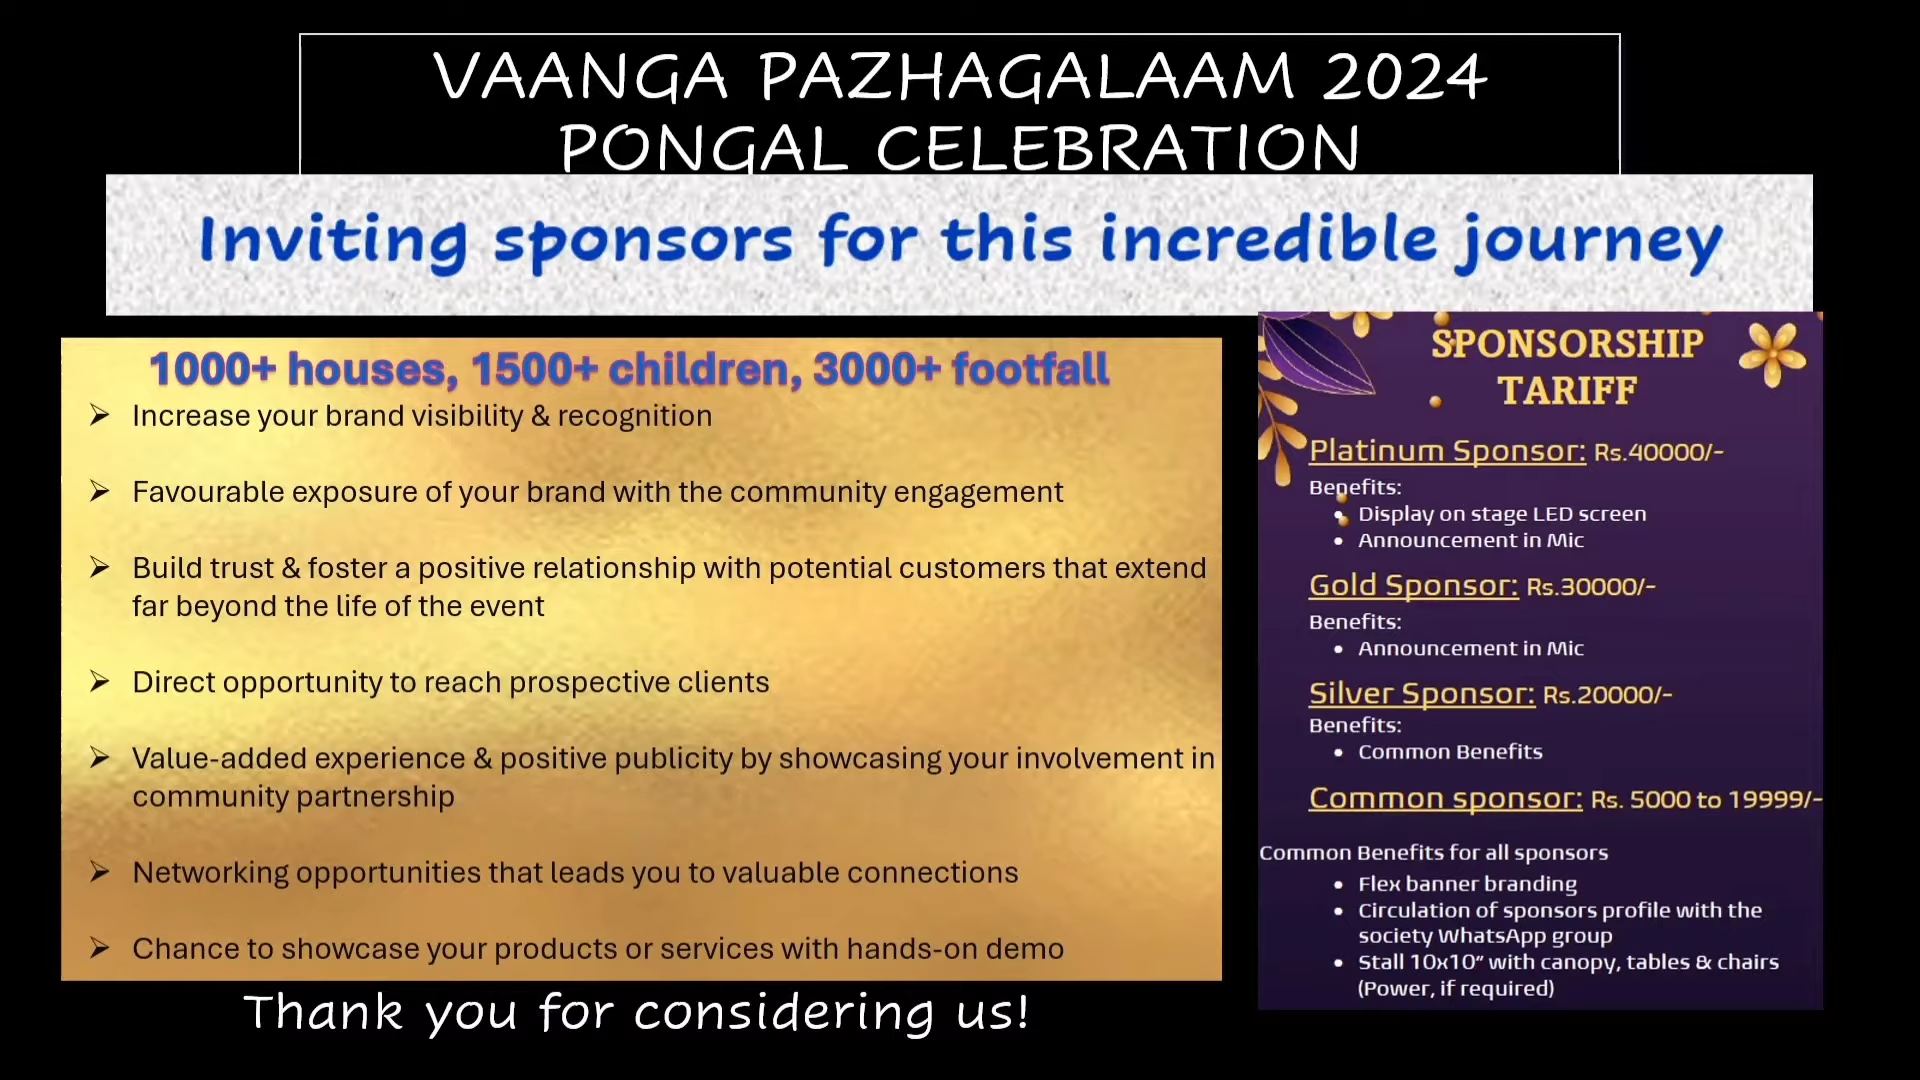 VAANGA PAZHAGALAAM 2024
PONGAL CELEBRATION
Inviting sponsors for this incredible journey
1000+ houses, 1500+ children, 3000+ footfall
➢ Increase your brand visibility & recognition
➢ Favourable exposure of your brand with the community engagement
➢ Build trust & foster a positive relationship with potential customers that extend
far beyond the life of the event
➢ Direct opportunity to reach prospective clients
➢ Value-added experience & positive publicity by showcasing your involvement in
community partnership
➢ Networking opportunities that leads you to valuable connections
➢ Chance to showcase your products or services with hands-on demo
Thank you for considering us!
SPONSORSHIP
TARIFF
Platinum Sponsor: Rs.40000/-
Benefits:
• Display on stage LED screen
• Announcement in Mic
Gold Sponsor: Rs.30000/-
Benefits:
• Announcement in Mic
Silver Sponsor: Rs.20000/-
Benefits:
• Common Benefits
Common sponsor: Rs. 5000 to 19999/-
Common Benefits for all sponsors
• Flex banner branding
• Circulation of sponsors profile with the
society WhatsApp group
• Stall 10x10” with canopy, tables & chairs
(Power, if required)